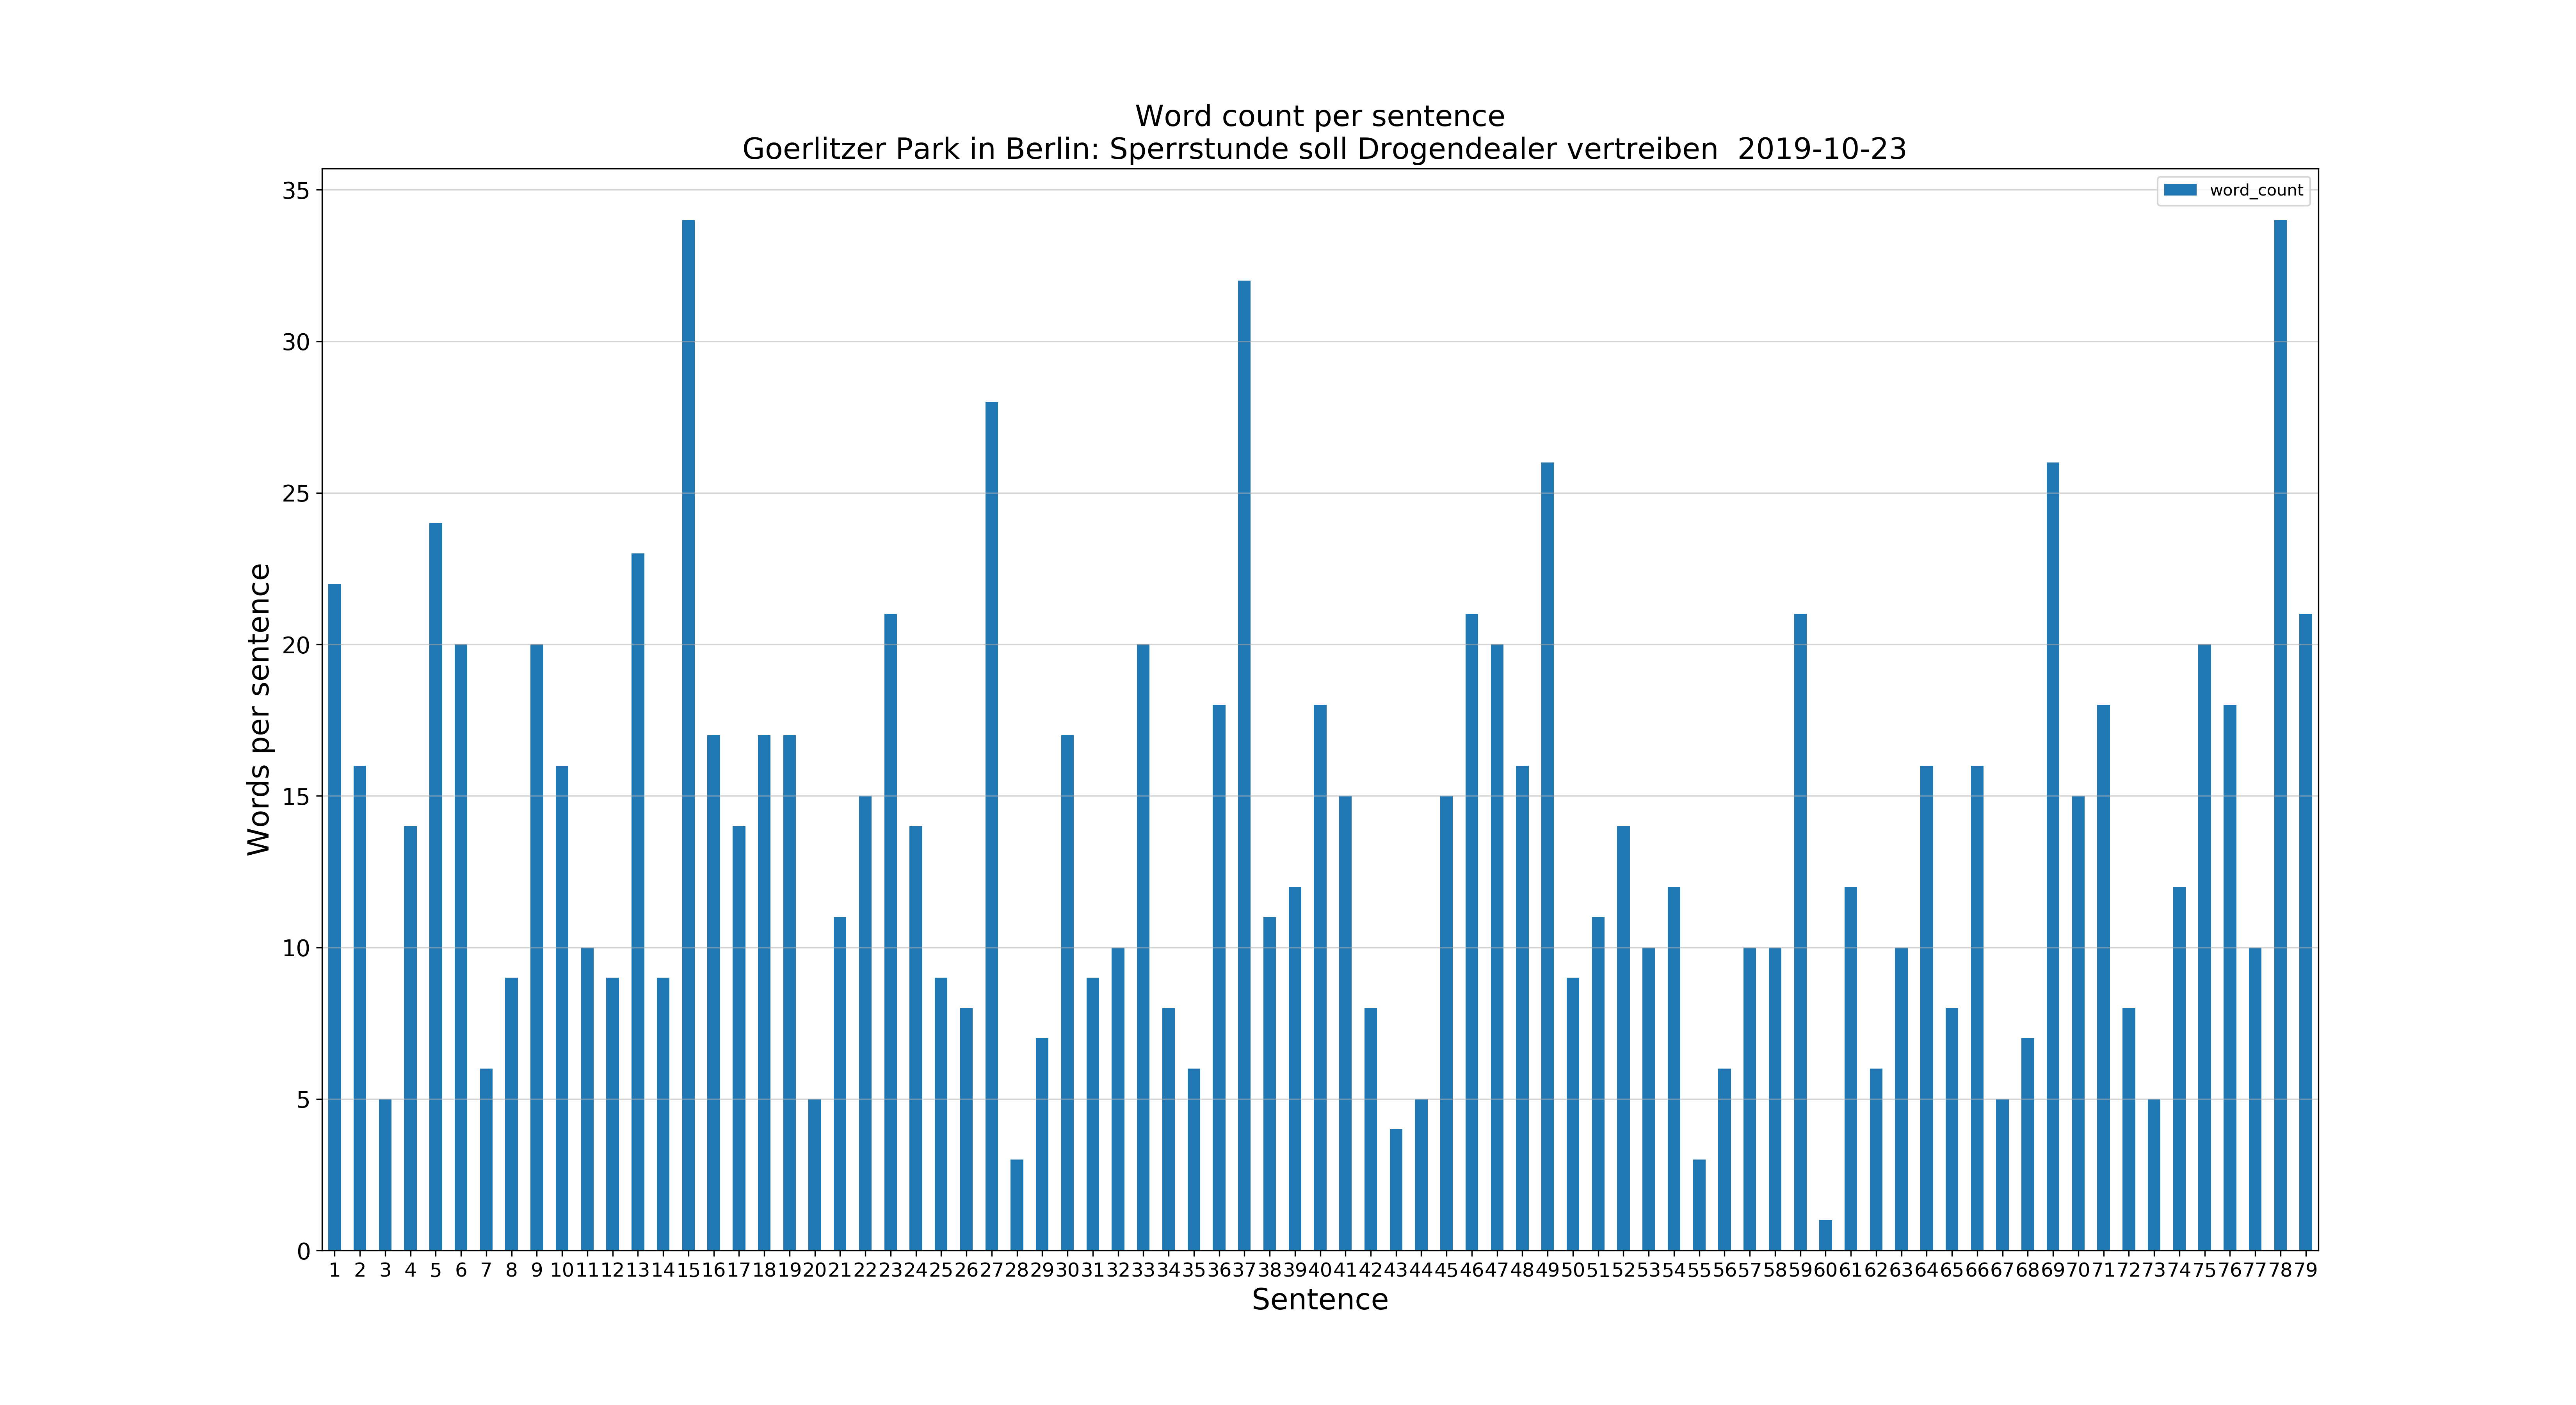 Word count per sentence
Goerlitzer Park in Berlin: Sperrstunde soll Drogendealer vertreiben  2019-10-23
word_count
35
30
25
20
15
10
5
0
Words per sentence
1 2 3 4 5 6 7 8 9 10 11 12 13 14 15 16 17 18 19 20 21 22 23 24 25 26 27 28 29 30 31 32 33 34 35 36 37 38 39 40 41 42 43 44 45 46 47 48 49 50 51 52 53 54 55 56 57 58 59 60 61 62 63 64 65 66 67 68 69 70 71 72 73 74 75 76 77 78 79
Sentence